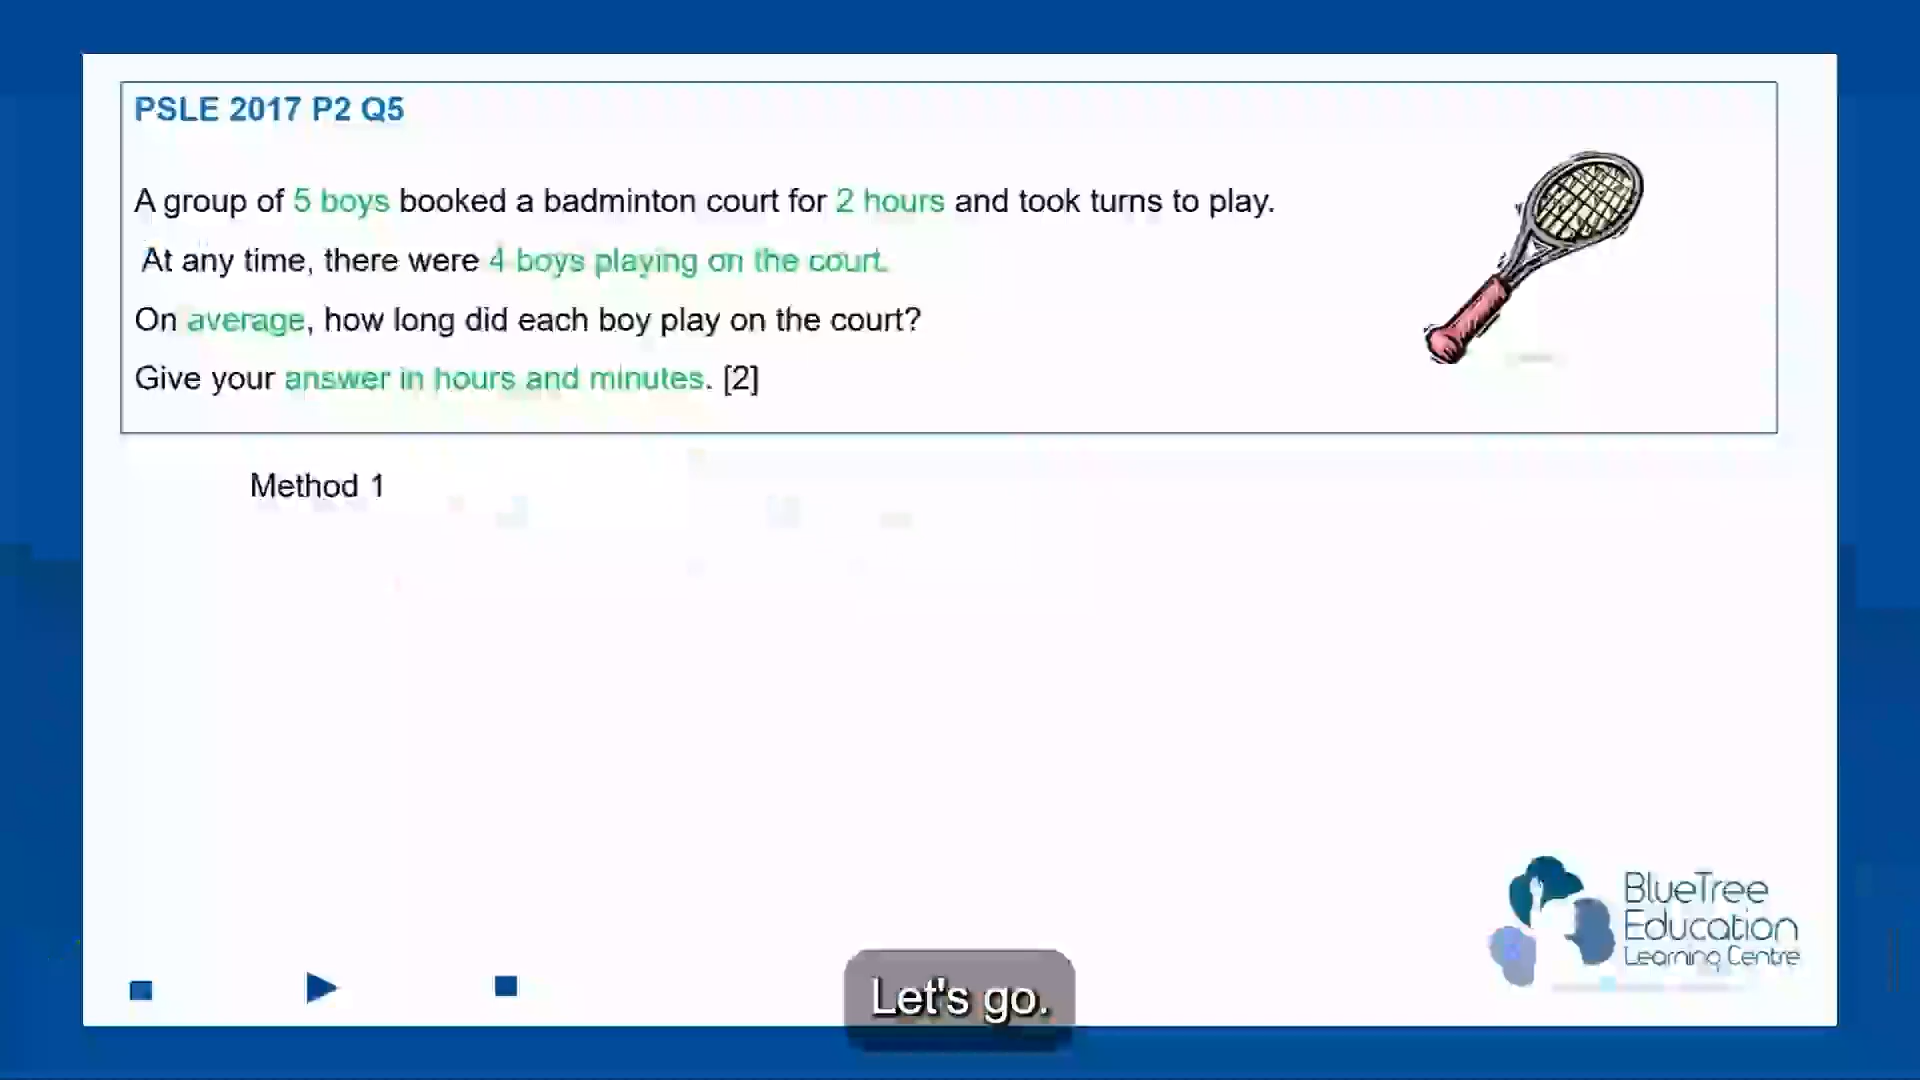 PSLE 2017 P2 Q5
A group of 5 boys booked a badminton court for 2 hours and took turns to play.
At any time, there were 4 boys playing on the court.
On average, how long did each boy play on the court?
Give your answer in hours and minutes. [2]
Method 1
BlueTree
Education
Learning Centre
Let's go.